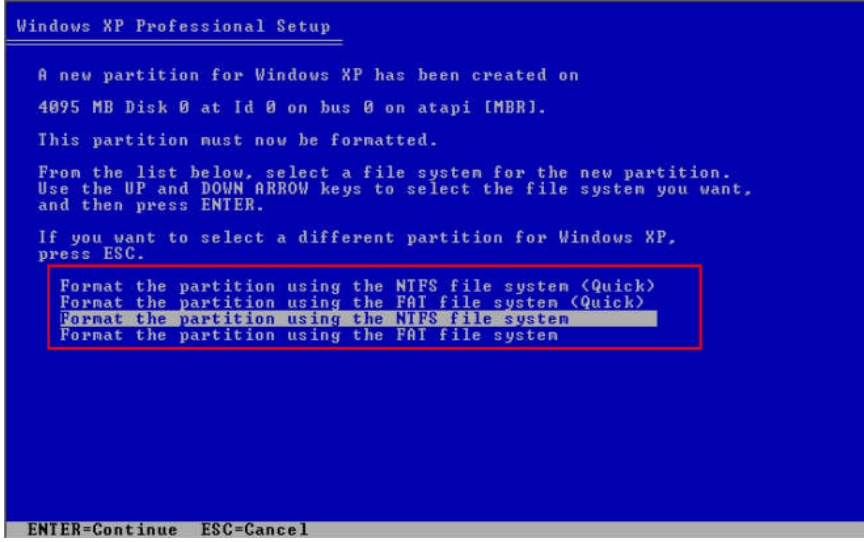 Windows XP Professional Setup
A new partition for Windows XP has been created on
4095 MB Disk 0 at Id 0 on bus 0 on atapi [MBR].
This partition must now be formatted.
From the list below, select a file system for the new partition.
Use the UP and DOWN ARROW keys to select the file system you want,
and then press ENTER.
If you want to select a different partition for Windows XP,
press ESC.
Format the partition using the NTFS file system (Quick)
Format the partition using the FAT file system (Quick)
Format the partition using the NTFS file system
Format the partition using the FAT file system
ENTER=Continue ESC=Cancel